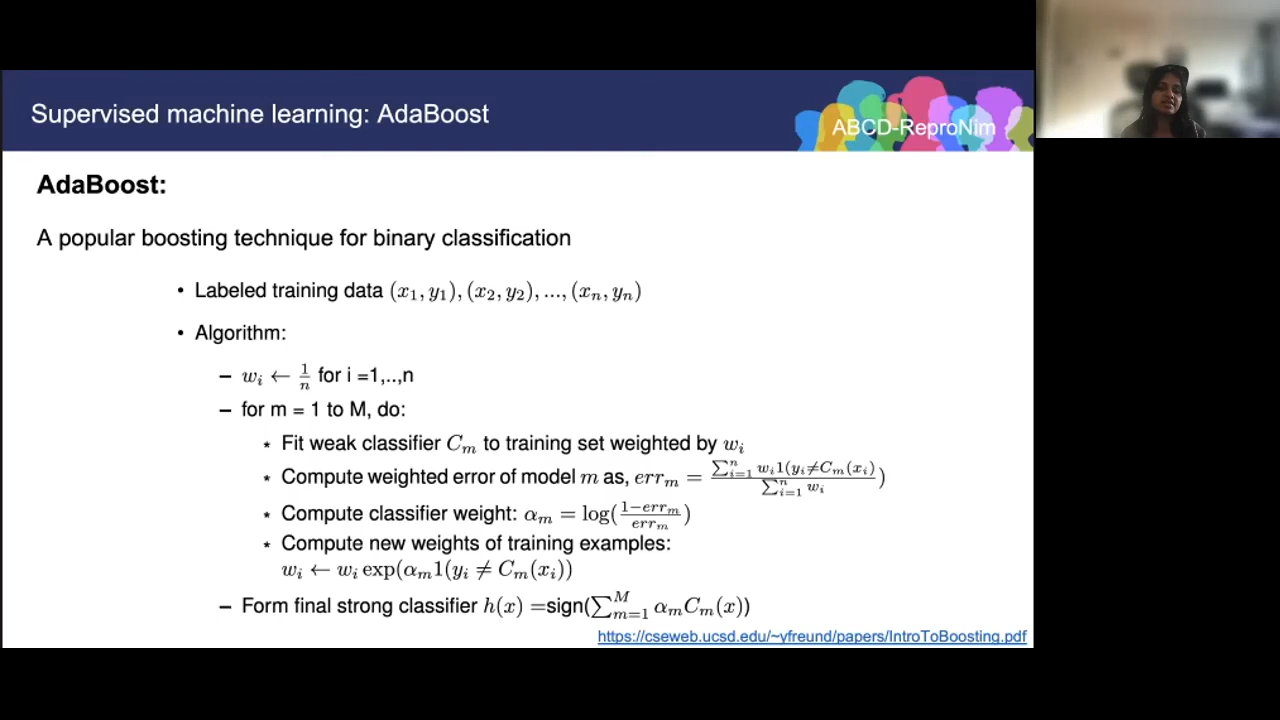 Supervised machine learning: AdaBoost
ABCD-ReproNim
AdaBoost:
A popular boosting technique for binary classification
• Labeled training data (x₁, y₁), (x₂, y₂), ..., (xₙ, yₙ)
• Algorithm:
– wᵢ ← 1/n for i =1,..,n
– for m = 1 to M, do:
* Fit weak classifier Cₘ to training set weighted by wᵢ
* Compute weighted error of model m as, errₘ = ∑ⁿᵢ₌₁ wᵢ1(yᵢ≠Cₘ(xᵢ) / ∑ⁿᵢ₌₁ wᵢ)
* Compute classifier weight: αₘ = log(1−errₘ / errₘ)
* Compute new weights of training examples:
wᵢ ← wᵢ exp(αₘ1(yᵢ ≠ Cₘ(xᵢ))
– Form final strong classifier h(x) =sign(∑ᴹₘ₌₁ αₘCₘ(x))
https://cseweb.ucsd.edu/~yfreund/papers/IntroToBoosting.pdf